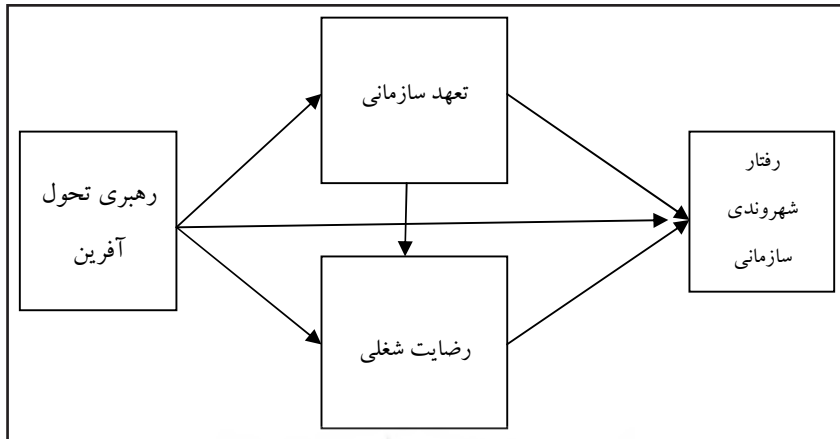 تعهد سازمانی
رهبری تحول
آفرین
رفتار
شهروندی
سازمانی
رضایت شغلی